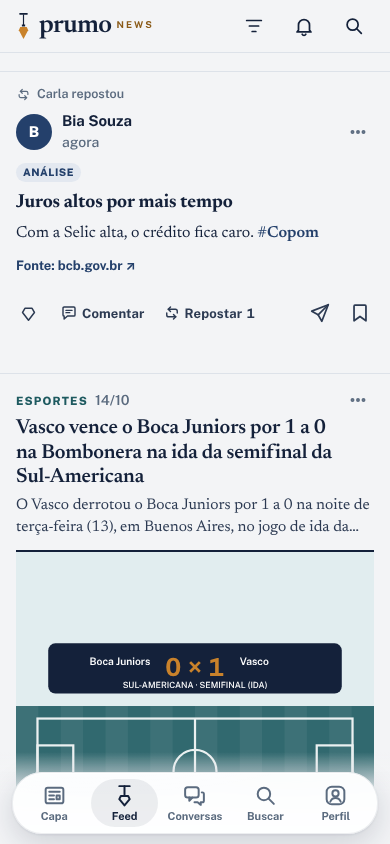 prumo NEWS
Carla repostou
B
Bia Souza
agora
ANÁLISE
Juros altos por mais tempo
Com a Selic alta, o crédito fica caro. #Copom
Fonte: bcb.gov.br ↗
Comentar Repostar 1
ESPORTES 14/10
Vasco vence o Boca Juniors por 1 a 0
na Bombonera na ida da semifinal da
Sul-Americana
O Vasco derrotou o Boca Juniors por 1 a 0 na noite de
terça-feira (13), em Buenos Aires, no jogo de ida da…
Boca Juniors 0 × 1 Vasco
SUL-AMERICANA · SEMIFINAL (IDA)
Capa Feed Conversas Buscar Perfil